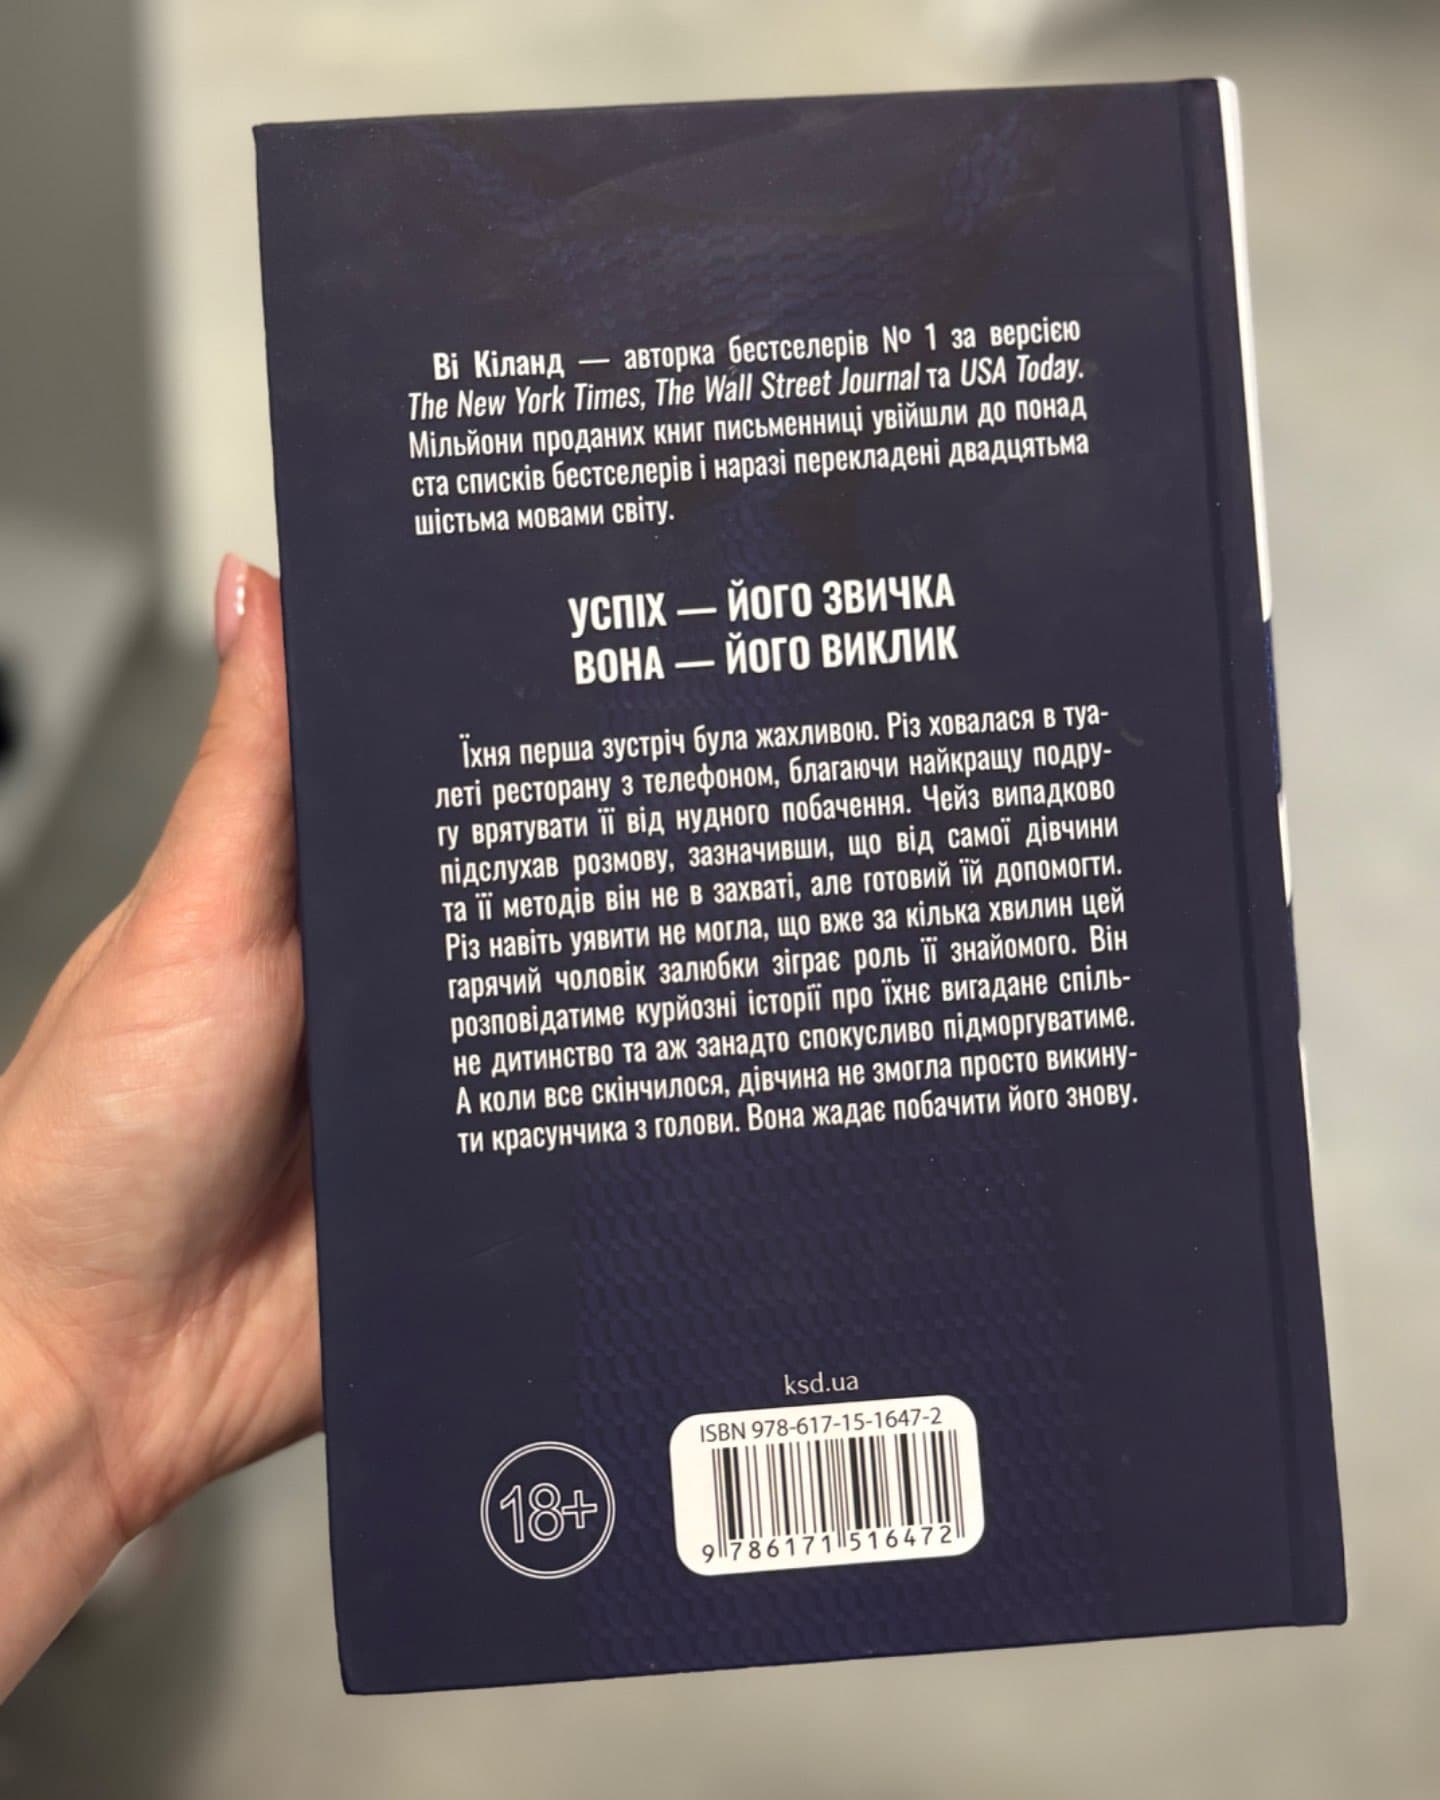 Ві Кіланд — авторка бестселерів № 1 за версією
The New York Times, The Wall Street Journal та USA Today.
Мільйони проданих книг письменниці увійшли до понад
ста списків бестселерів і наразі перекладені двадцятьма
шістьма мовами світу.
УСПІХ — ЙОГО ЗВИЧКА
ВОНА — ЙОГО ВИКЛИК
Їхня перша зустріч була жахливою. Різ ховалася в туа-
леті ресторану з телефоном, благаючи найкращу подру-
гу врятувати її від нудного побачення. Чейз випадково
підслухав розмову, зазначивши, що від самої дівчини
та її методів він не в захваті, але готовий їй допомогти.
Різ навіть уявити не могла, що вже за кілька хвилин цей
гарячий чоловік залюбки зіграє роль її знайомого. Він
розповідатиме курйозні історії про їхнє вигадане спіль-
не дитинство та аж занадто спокусливо підморгуватиме.
А коли все скінчилося, дівчина не змогла просто викину-
ти красунчика з голови. Вона жадає побачити його знову.
ksd.ua
ISBN 978-617-15-1647-2
18+
9 786171 516472